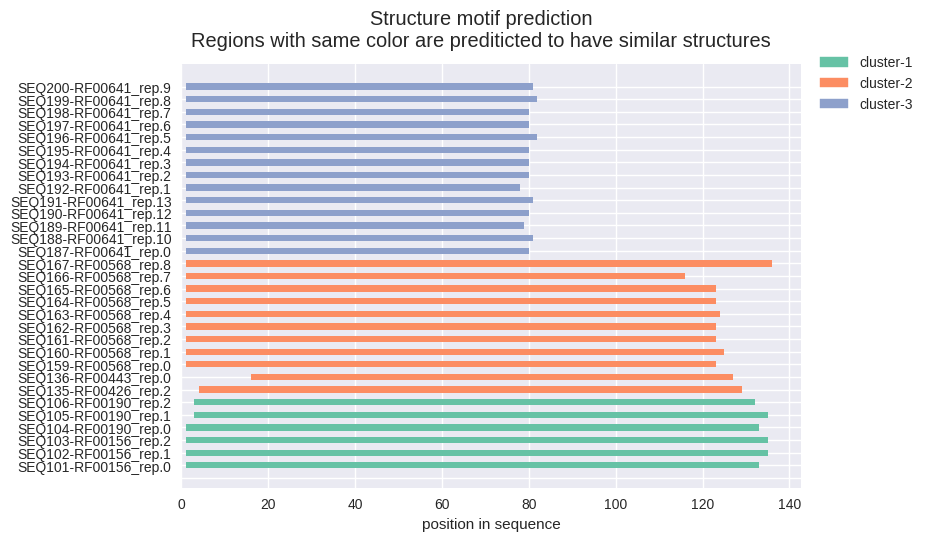 Structure motif prediction
Regions with same color are prediticted to have similar structures
cluster-1
cluster-2
cluster-3
SEQ200-RF00641_rep.9
SEQ199-RF00641_rep.8
SEQ198-RF00641_rep.7
SEQ197-RF00641_rep.6
SEQ196-RF00641_rep.5
SEQ195-RF00641_rep.4
SEQ194-RF00641_rep.3
SEQ193-RF00641_rep.2
SEQ192-RF00641_rep.1
SEQ191-RF00641_rep.13
SEQ190-RF00641_rep.12
SEQ189-RF00641_rep.11
SEQ188-RF00641_rep.10
SEQ187-RF00641_rep.0
SEQ167-RF00568_rep.8
SEQ166-RF00568_rep.7
SEQ165-RF00568_rep.6
SEQ164-RF00568_rep.5
SEQ163-RF00568_rep.4
SEQ162-RF00568_rep.3
SEQ161-RF00568_rep.2
SEQ160-RF00568_rep.1
SEQ159-RF00568_rep.0
SEQ136-RF00443_rep.0
SEQ135-RF00426_rep.2
SEQ106-RF00190_rep.2
SEQ105-RF00190_rep.1
SEQ104-RF00190_rep.0
SEQ103-RF00156_rep.2
SEQ102-RF00156_rep.1
SEQ101-RF00156_rep.0
0 20 40 60 80 100 120 140
position in sequence